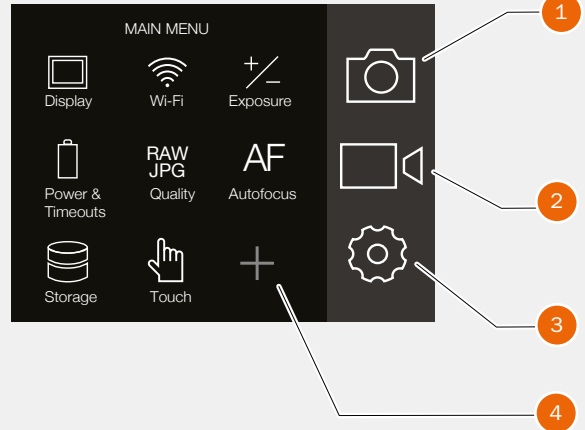 MAIN MENU
Display
Wi-Fi
Exposure
RAW
JPG
AF
Power &
Timeouts
Quality
Autofocus
Storage
Touch
1
2
3
4